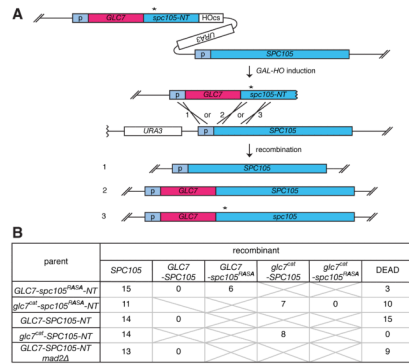 A
*
p GLC7 spc105-NT HOcs
URA3
p SPC105
GAL-HO induction
*
p GLC7 spc105-NT
1 or 2 or 3
URA3 p SPC105
recombination
1 p SPC105
2 p GLC7 SPC105
*
3 p GLC7 spc105
B
parent recombinant
SPC105 GLC7-SPC105 GLC7-spc105RASA glc7cat-SPC105 glc7cat-spc105RASA DEAD
GLC7-spc105RASA-NT 15 0 6 3
glc7cat-spc105RASA-NT 11 7 0 10
GLC7-SPC105-NT 14 0 15
glc7cat-SPC105-NT 14 8 0
GLC7-SPC105-NT mad2Δ 13 0 9